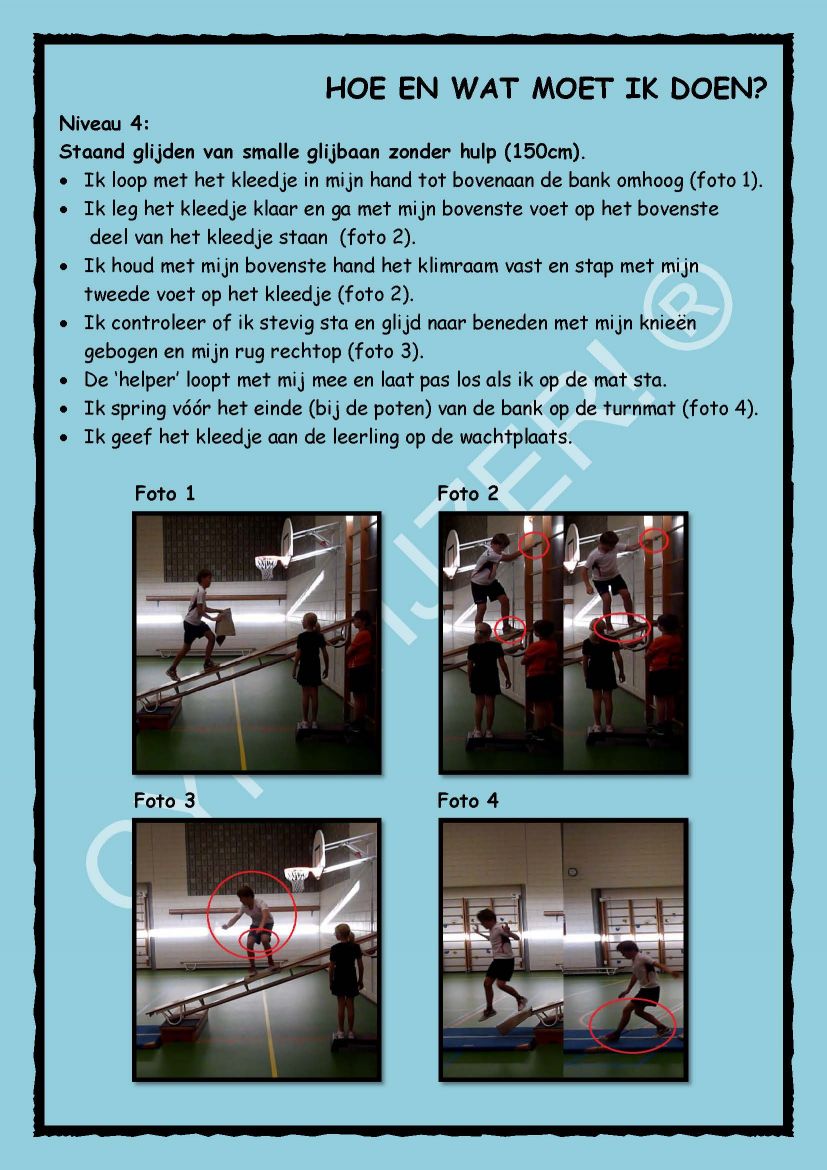 HOE EN WAT MOET IK DOEN?
Niveau 4:
Staand glijden van smalle glijbaan zonder hulp (150cm).
• Ik loop met het kleedje in mijn hand tot bovenaan de bank omhoog (foto 1).
• Ik leg het kleedje klaar en ga met mijn bovenste voet op het bovenste
deel van het kleedje staan (foto 2).
• Ik houd met mijn bovenste hand het klimraam vast en stap met mijn
tweede voet op het kleedje (foto 2).
• Ik controleer of ik stevig sta en glijd naar beneden met mijn knieën
gebogen en mijn rug rechtop (foto 3).
• De ‘helper’ loopt met mij mee en laat pas los als ik op de mat sta.
• Ik spring vóór het einde (bij de poten) van de bank op de turnmat (foto 4).
• Ik geef het kleedje aan de leerling op de wachtplaats.
Foto 1
Foto 2
Foto 3
Foto 4